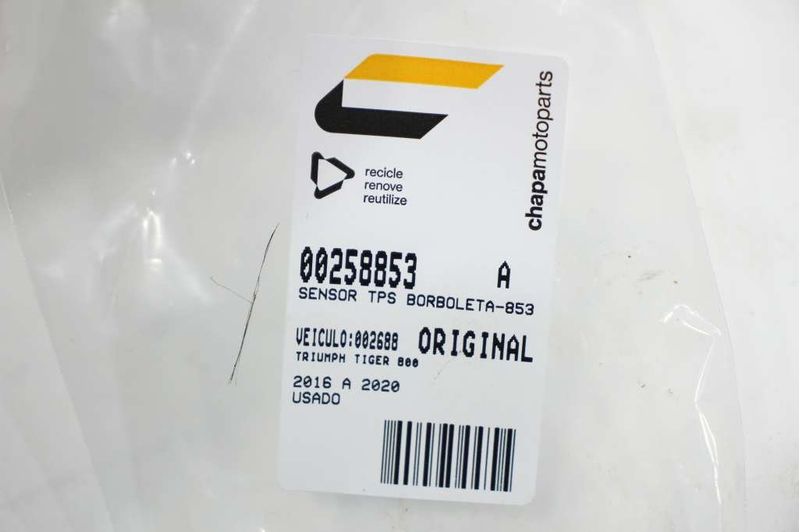 chapamotoparts
recicle
renove
reutilize
00258853 A
SENSOR TPS BORBOLETA-853
VEICULO:002688 ORIGINAL
TRIUMPH TIGER 800
2016 A 2020
USADO